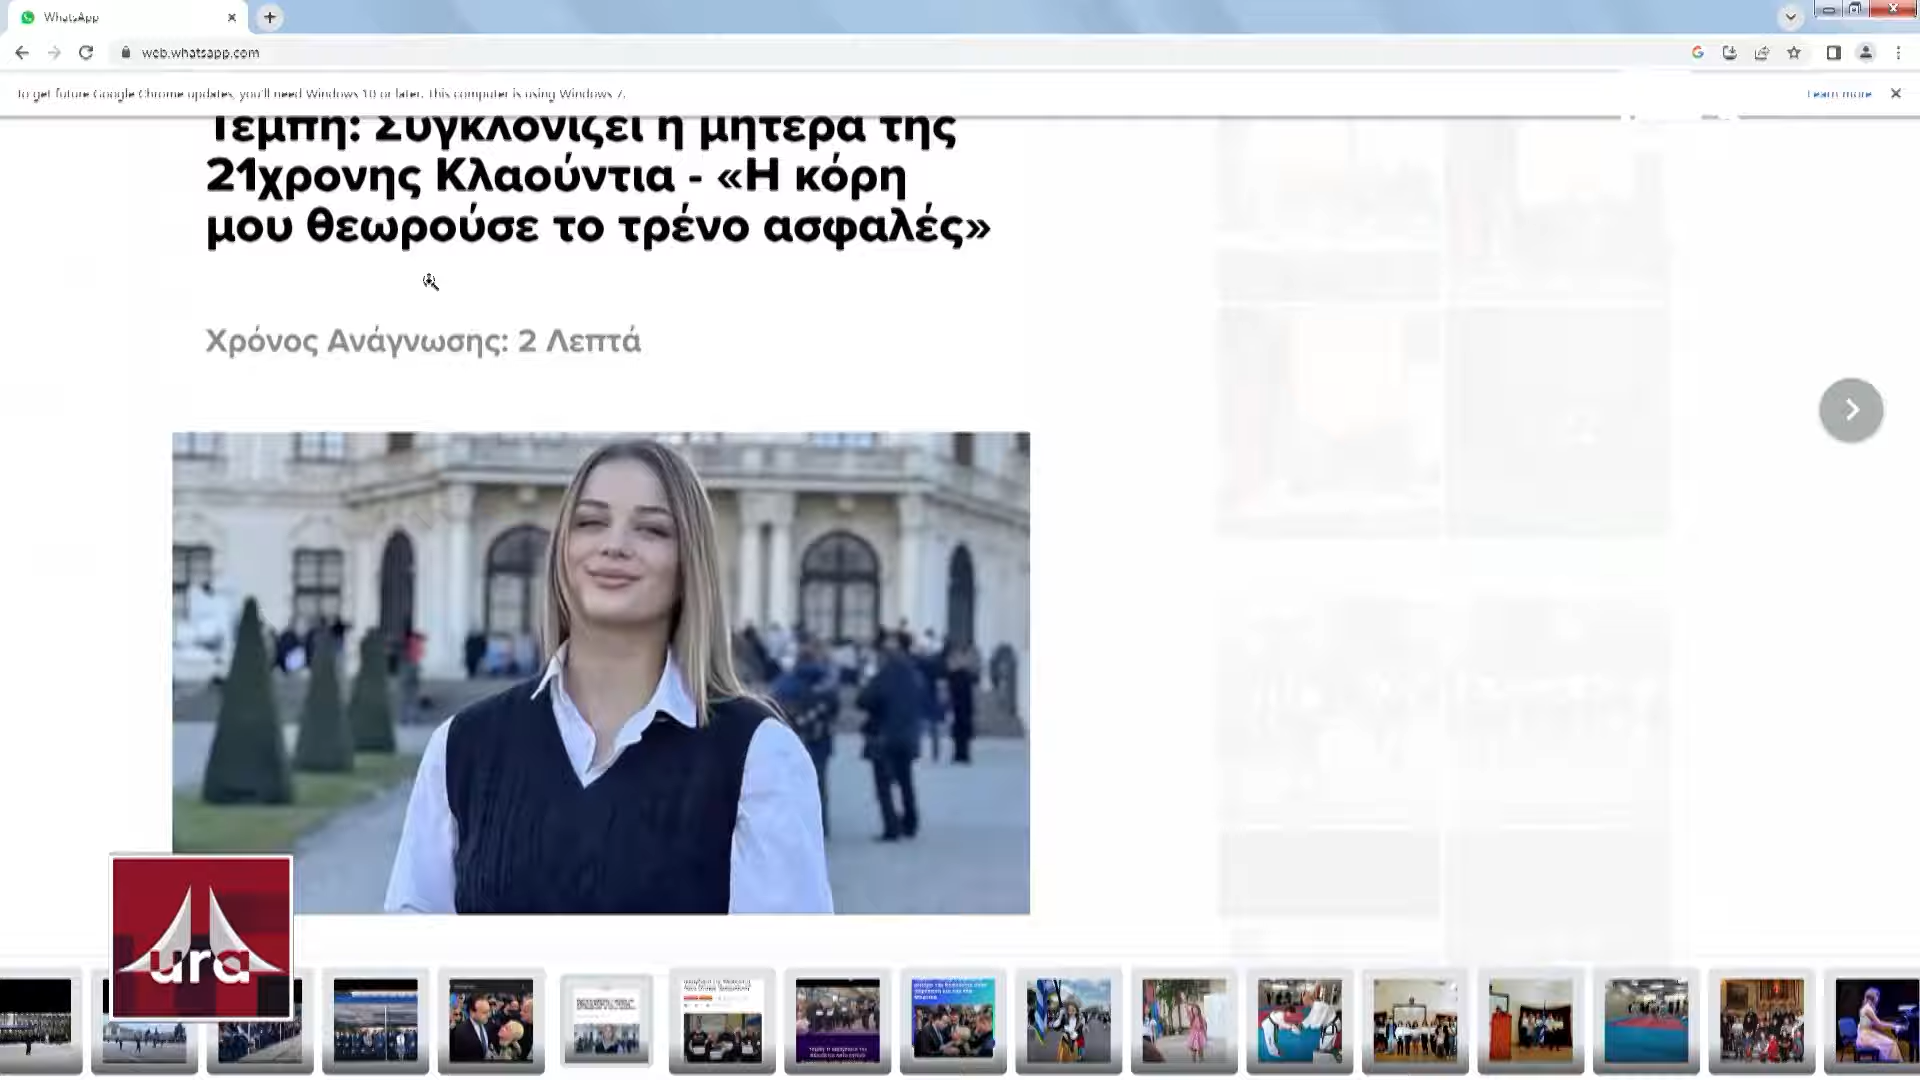 WhatsApp
web.whatsapp.com
To get future Google Chrome updates, you'll need Windows 10 or later. This computer is using Windows 7.
Learn more
Τέμπη: Συγκλονίζει η μητέρα της
21χρονης Κλαούντια - «Η κόρη
μου θεωρούσε το τρένο ασφαλές»
Χρόνος Ανάγνωσης: 2 Λεπτά
ura